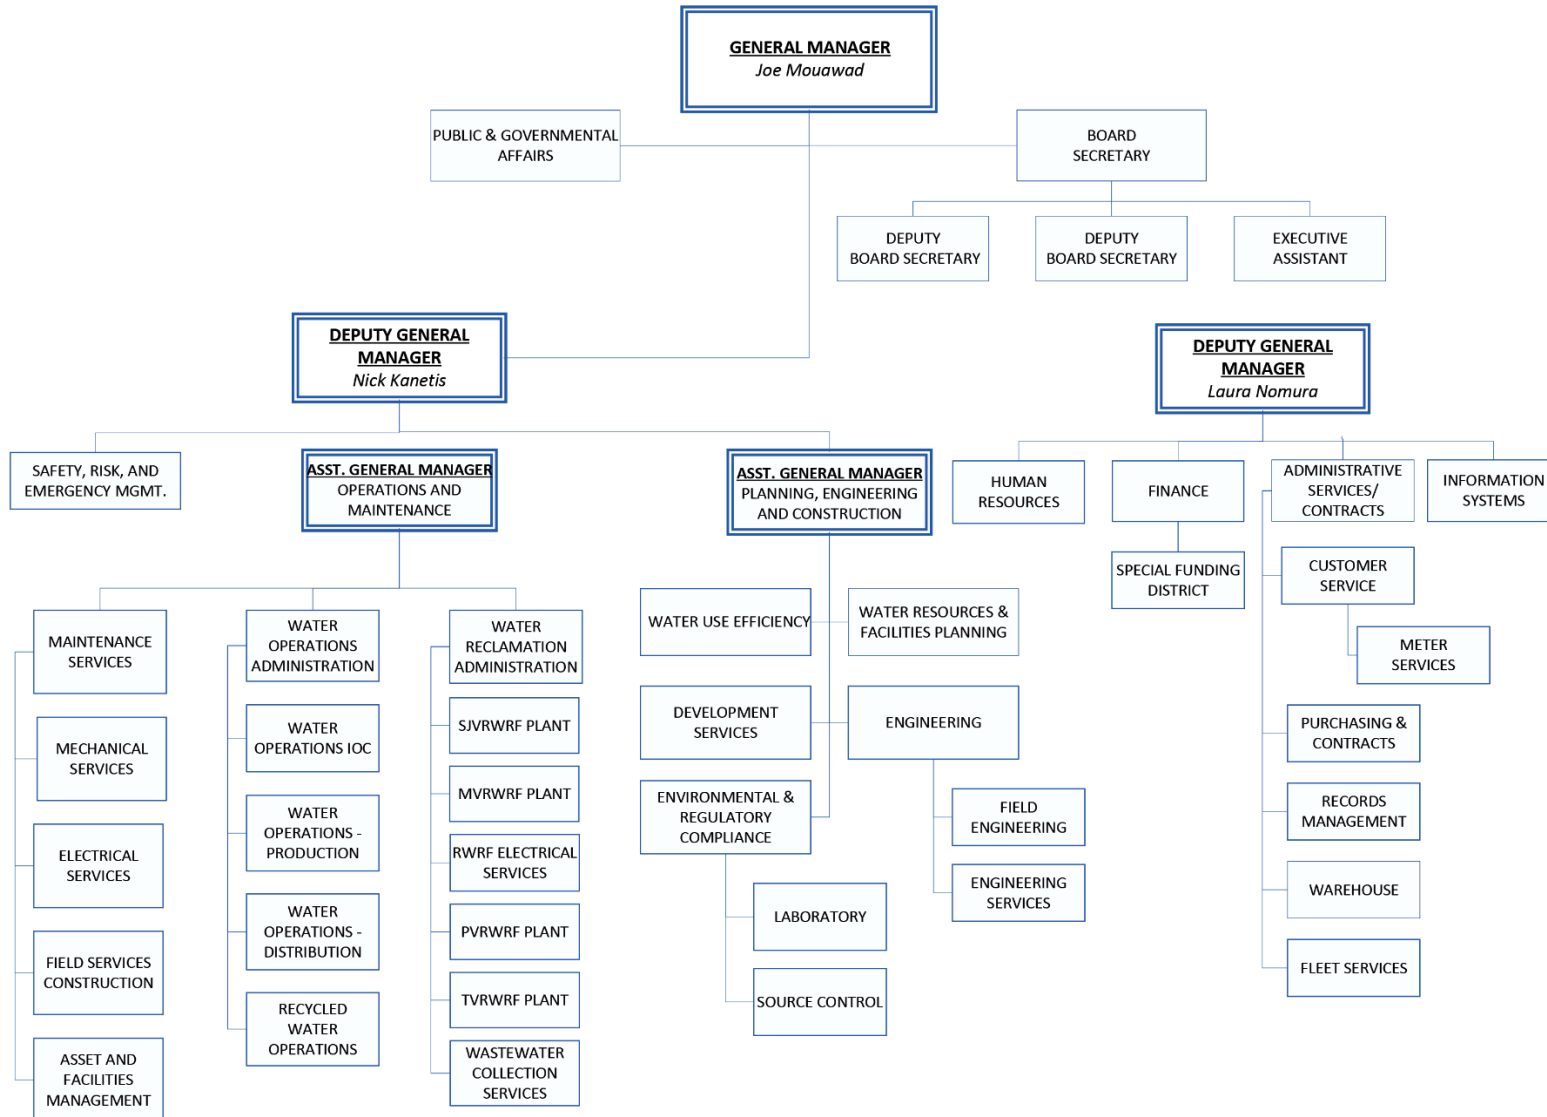 GENERAL MANAGER
Joe Mouawad
PUBLIC & GOVERNMENTAL
AFFAIRS
BOARD
SECRETARY
DEPUTY
BOARD SECRETARY
DEPUTY
BOARD SECRETARY
EXECUTIVE
ASSISTANT
DEPUTY GENERAL
MANAGER
Nick Kanetis
DEPUTY GENERAL
MANAGER
Laura Nomura
SAFETY, RISK, AND
EMERGENCY MGMT.
ASST. GENERAL MANAGER
OPERATIONS AND
MAINTENANCE
ASST. GENERAL MANAGER
PLANNING, ENGINEERING
AND CONSTRUCTION
HUMAN
RESOURCES
FINANCE
ADMINISTRATIVE
SERVICES/
CONTRACTS
INFORMATION
SYSTEMS
SPECIAL FUNDING
DISTRICT
CUSTOMER
SERVICE
METER
SERVICES
PURCHASING &
CONTRACTS
RECORDS
MANAGEMENT
WAREHOUSE
FLEET SERVICES
MAINTENANCE
SERVICES
MECHANICAL
SERVICES
ELECTRICAL
SERVICES
FIELD SERVICES
CONSTRUCTION
ASSET AND
FACILITIES
MANAGEMENT
WATER
OPERATIONS
ADMINISTRATION
WATER
OPERATIONS IOC
WATER
OPERATIONS -
PRODUCTION
WATER
OPERATIONS -
DISTRIBUTION
RECYCLED
WATER
OPERATIONS
WATER
RECLAMATION
ADMINISTRATION
SJVRWRF PLANT
MVRWRF PLANT
RWRF ELECTRICAL
SERVICES
PVRWRF PLANT
TVRWRF PLANT
WASTEWATER
COLLECTION
SERVICES
WATER USE EFFICIENCY
WATER RESOURCES &
FACILITIES PLANNING
DEVELOPMENT
SERVICES
ENGINEERING
ENVIRONMENTAL &
REGULATORY
COMPLIANCE
FIELD
ENGINEERING
ENGINEERING
SERVICES
LABORATORY
SOURCE CONTROL